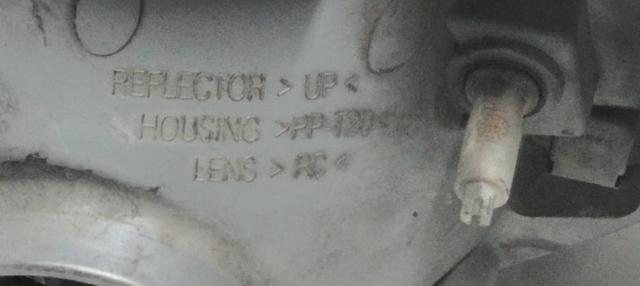 REFLECTOR > UP <
HOUSING >PP-T20<
LENS > PC <